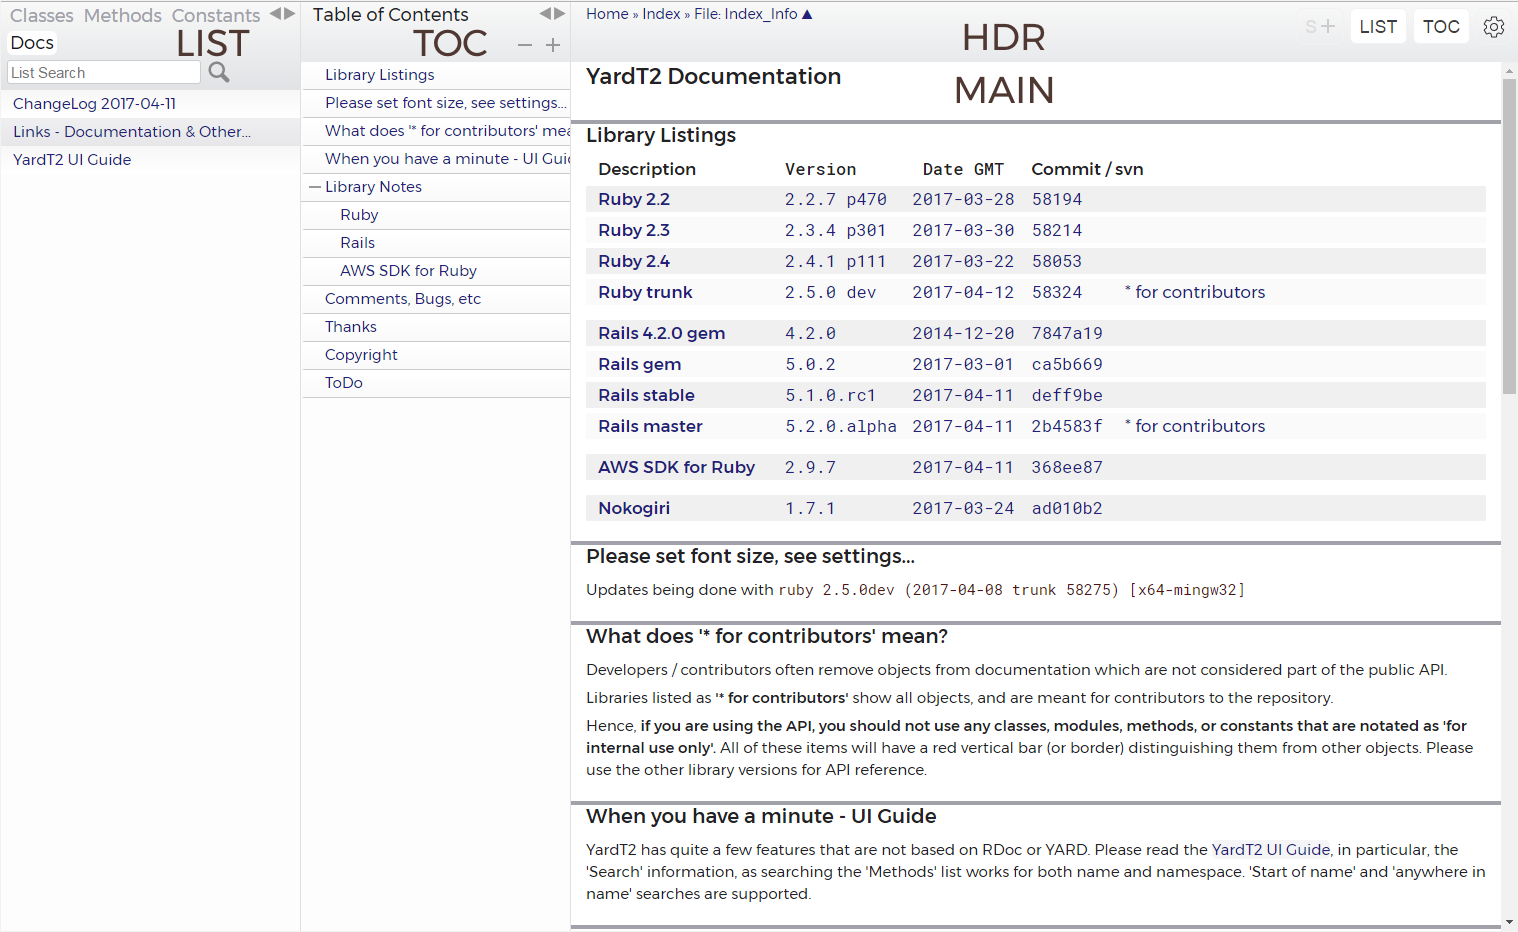 Classes Methods Constants
LIST
Docs
List Search
ChangeLog 2017-04-11
Links - Documentation & Other...
YardT2 UI Guide
Table of Contents
TOC
Library Listings
Please set font size, see settings...
What does '* for contributors' mea
When you have a minute - UI Gui
Library Notes
Ruby
Rails
AWS SDK for Ruby
Comments, Bugs, etc
Thanks
Copyright
ToDo
Home » Index » File: Index_Info ▲
HDR
S+ LIST TOC
MAIN
YardT2 Documentation
Library Listings
Description Version Date GMT Commit / svn
Ruby 2.2 2.2.7 p470 2017-03-28 58194
Ruby 2.3 2.3.4 p301 2017-03-30 58214
Ruby 2.4 2.4.1 p111 2017-03-22 58053
Ruby trunk 2.5.0 dev 2017-04-12 58324 * for contributors
Rails 4.2.0 gem 4.2.0 2014-12-20 7847a19
Rails gem 5.0.2 2017-03-01 ca5b669
Rails stable 5.1.0.rc1 2017-04-11 deff9be
Rails master 5.2.0.alpha 2017-04-11 2b4583f * for contributors
AWS SDK for Ruby 2.9.7 2017-04-11 368ee87
Nokogiri 1.7.1 2017-03-24 ad010b2
Please set font size, see settings...
Updates being done with ruby 2.5.0dev (2017-04-08 trunk 58275) [x64-mingw32]
What does '* for contributors' mean?
Developers / contributors often remove objects from documentation which are not considered part of the public API.
Libraries listed as '* for contributors' show all objects, and are meant for contributors to the repository.
Hence, if you are using the API, you should not use any classes, modules, methods, or constants that are notated as 'for
internal use only'. All of these items will have a red vertical bar (or border) distinguishing them from other objects. Please
use the other library versions for API reference.
When you have a minute - UI Guide
YardT2 has quite a few features that are not based on RDoc or YARD. Please read the YardT2 UI Guide, in particular, the
'Search' information, as searching the 'Methods' list works for both name and namespace. 'Start of name' and 'anywhere in
name' searches are supported.